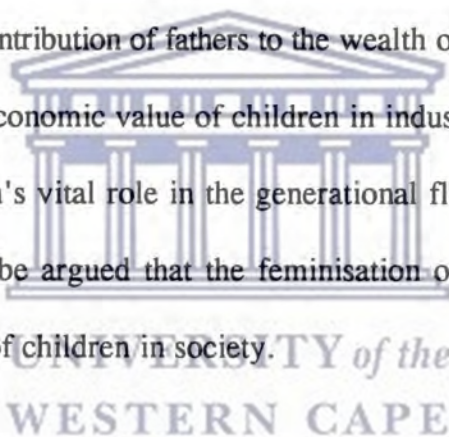 ntribution of fathers to the wealth o
conomic value of children in indus
n's vital role in the generational fl
be argued that the feminisation o
of children in society.
UNIVERSITY of the
WESTERN CAPE